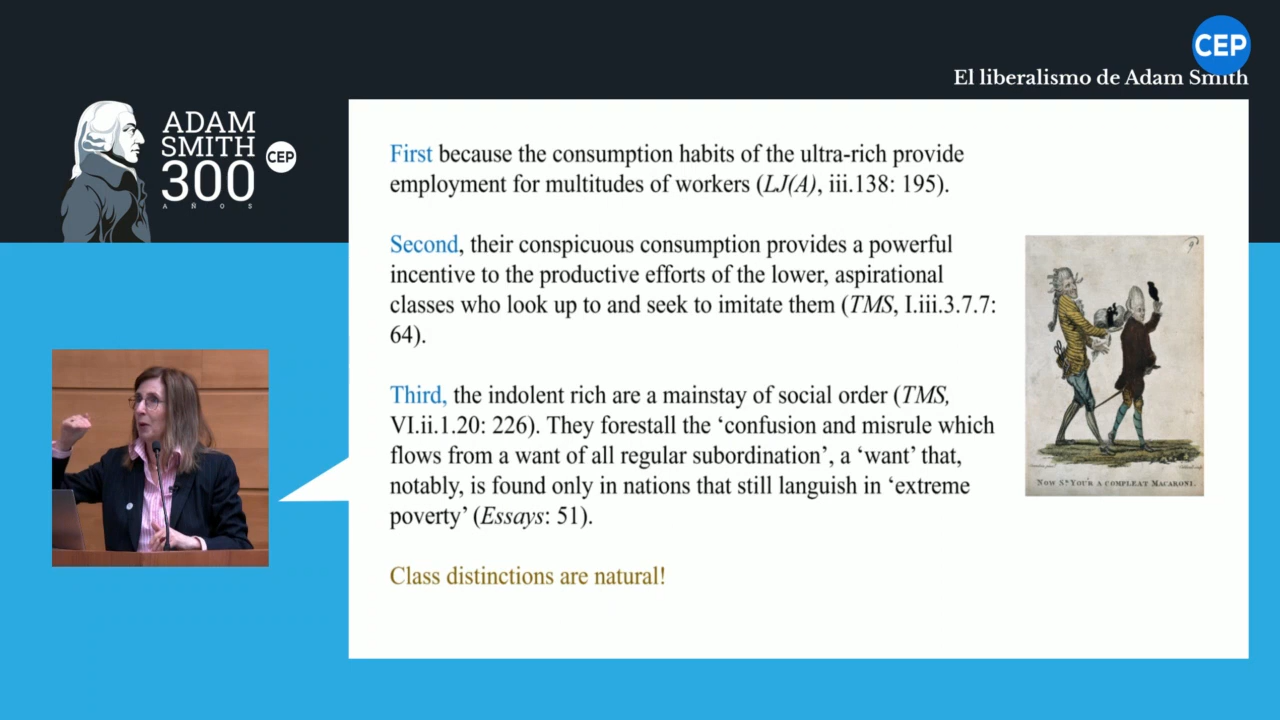 CEP
El liberalismo de Adam Smith
ADAM
SMITH
300
AÑOS
CEP
First because the consumption habits of the ultra-rich provide
employment for multitudes of workers (LJ(A), iii.138: 195).
Second, their conspicuous consumption provides a powerful
incentive to the productive efforts of the lower, aspirational
classes who look up to and seek to imitate them (TMS, I.iii.3.7.7:
64).
Third, the indolent rich are a mainstay of social order (TMS,
VI.ii.1.20: 226). They forestall the ‘confusion and misrule which
flows from a want of all regular subordination’, a ‘want’ that,
notably, is found only in nations that still languish in ‘extreme
poverty’ (Essays: 51).
Class distinctions are natural!
NOW SR YOU'R A COMPLEAT MACARONI.